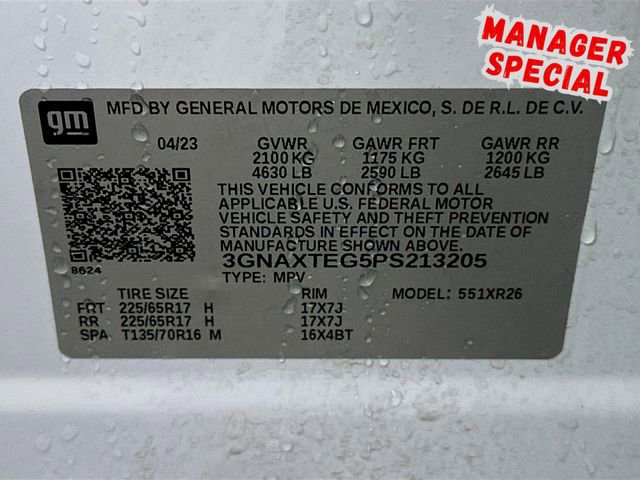 MANAGER
SPECIAL
gm
MFD BY GENERAL MOTORS DE MEXICO, S. DE R.L. DE C.V.
04/23 GVWR GAWR FRT GAWR RR
2100 KG 1175 KG 1200 KG
4630 LB 2590 LB 2645 LB
THIS VEHICLE CONFORMS TO ALL
APPLICABLE U.S. FEDERAL MOTOR
VEHICLE SAFETY AND THEFT PREVENTION
STANDARDS IN EFFECT ON THE DATE OF
MANUFACTURE SHOWN ABOVE.
3GNAXTEG5PS213205
8624
TYPE: MPV
TIRE SIZE RIM MODEL: 551XR26
FRT 225/65R17 H 17X7J
RR 225/65R17 H 17X7J
SPA T135/70R16 M 16X4BT